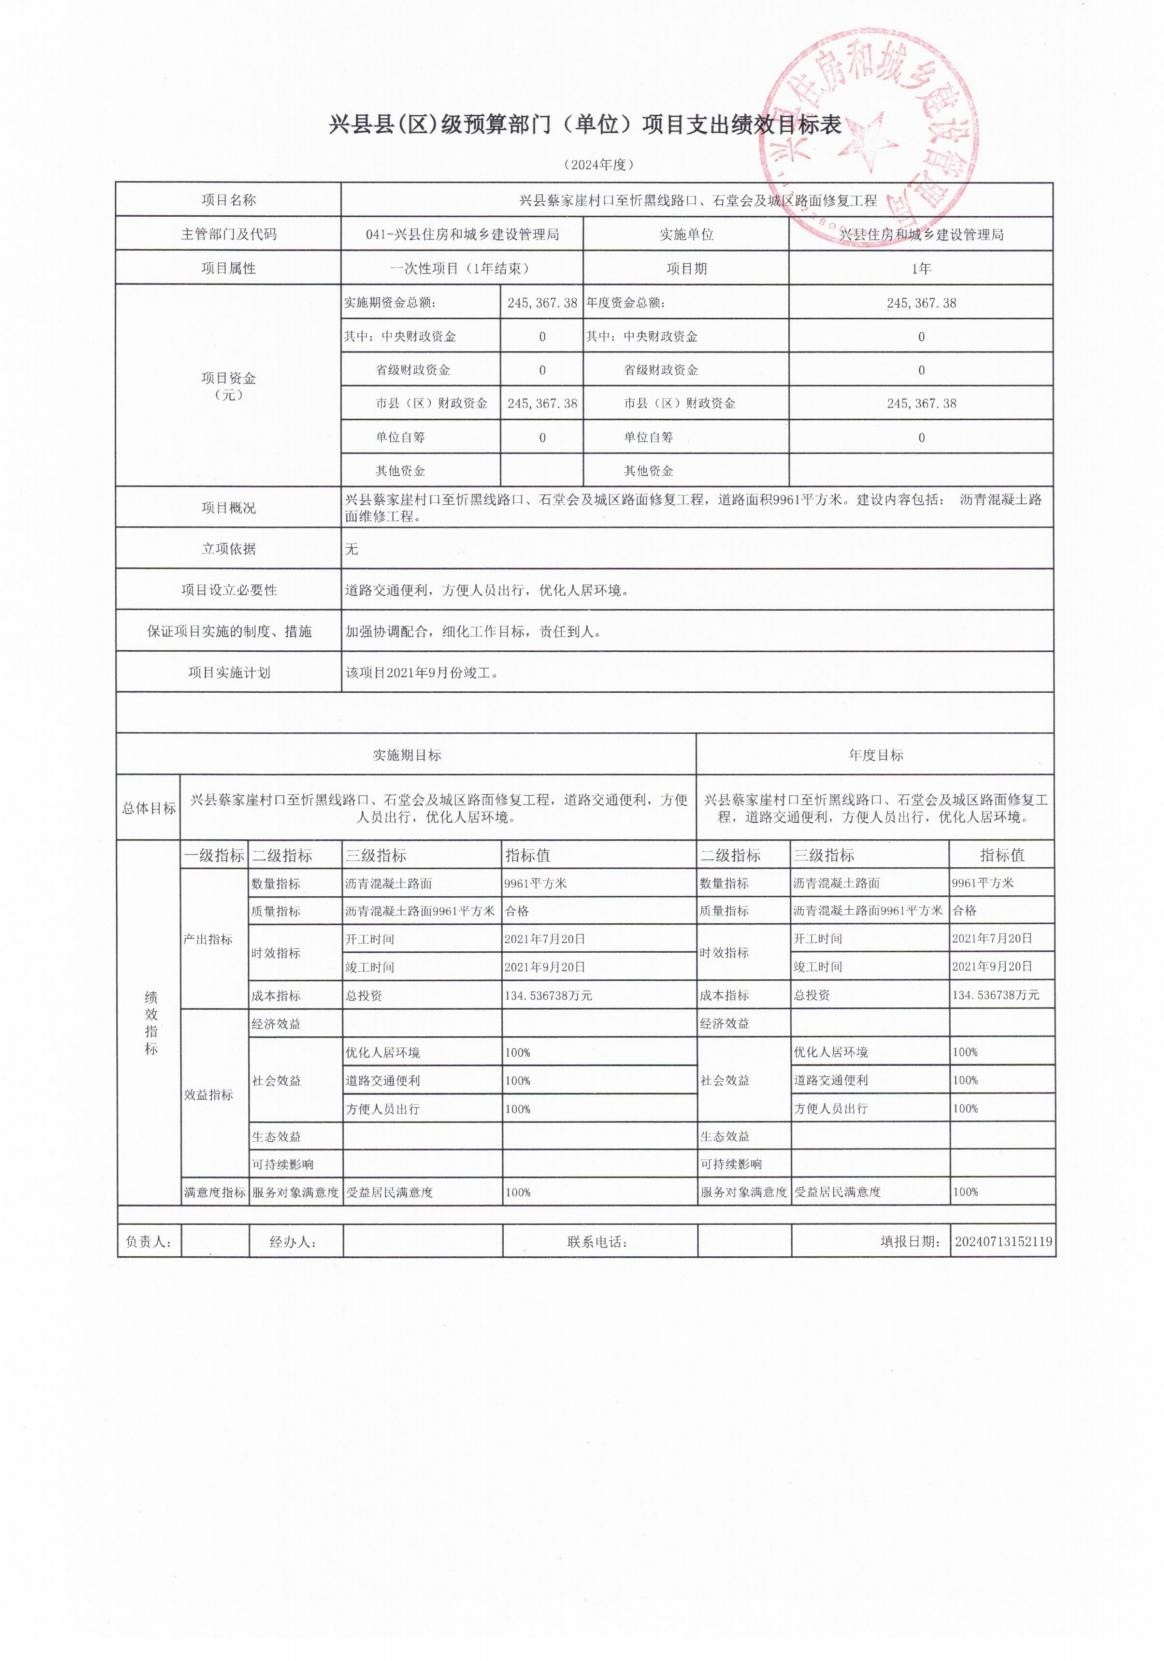 兴县县(区)级预算部门（单位）项目支出绩效目标表
（2024年度）
项目名称 兴县蔡家崖村口至忻黑线路口、石堂会及城区路面修复工程
主管部门及代码 041-兴县住房和城乡建设管理局 实施单位 兴县住房和城乡建设管理局
项目属性 一次性项目（1年结束） 项目期 1年
项目资金
（元）
实施期资金总额： 245,367.38 年度资金总额： 245,367.38
其中：中央财政资金 0 其中：中央财政资金 0
省级财政资金 0 省级财政资金 0
市县（区）财政资金 245,367.38 市县（区）财政资金 245,367.38
单位自筹 0 单位自筹 0
其他资金 其他资金
项目概况 兴县蔡家崖村口至忻黑线路口、石堂会及城区路面修复工程，道路面积9961平方米。建设内容包括： 沥青混凝土路
面维修工程。
立项依据 无
项目设立必要性 道路交通便利，方便人员出行，优化人居环境。
保证项目实施的制度、措施 加强协调配合，细化工作目标，责任到人。
项目实施计划 该项目2021年9月份竣工。
实施期目标 年度目标
总体目标 兴县蔡家崖村口至忻黑线路口、石堂会及城区路面修复工程，道路交通便利，方便
人员出行，优化人居环境。
兴县蔡家崖村口至忻黑线路口、石堂会及城区路面修复工
程，道路交通便利，方便人员出行，优化人居环境。
绩
效
指
标
一级指标 二级指标 三级指标 指标值 二级指标 三级指标 指标值
产出指标
数量指标 沥青混凝土路面 9961平方米 数量指标 沥青混凝土路面 9961平方米
质量指标 沥青混凝土路面9961平方米 合格 质量指标 沥青混凝土路面9961平方米 合格
时效指标 开工时间 2021年7月20日 时效指标 开工时间 2021年7月20日
竣工时间 2021年9月20日 竣工时间 2021年9月20日
成本指标 总投资 134.536738万元 成本指标 总投资 134.536738万元
效益指标
经济效益 经济效益
社会效益 优化人居环境 100% 社会效益 优化人居环境 100%
道路交通便利 100% 道路交通便利 100%
方便人员出行 100% 方便人员出行 100%
生态效益 生态效益
可持续影响 可持续影响
满意度指标 服务对象满意度 受益居民满意度 100% 服务对象满意度 受益居民满意度 100%
负责人： 经办人： 联系电话： 填报日期： 20240713152119
兴县住房和城乡建设管理局